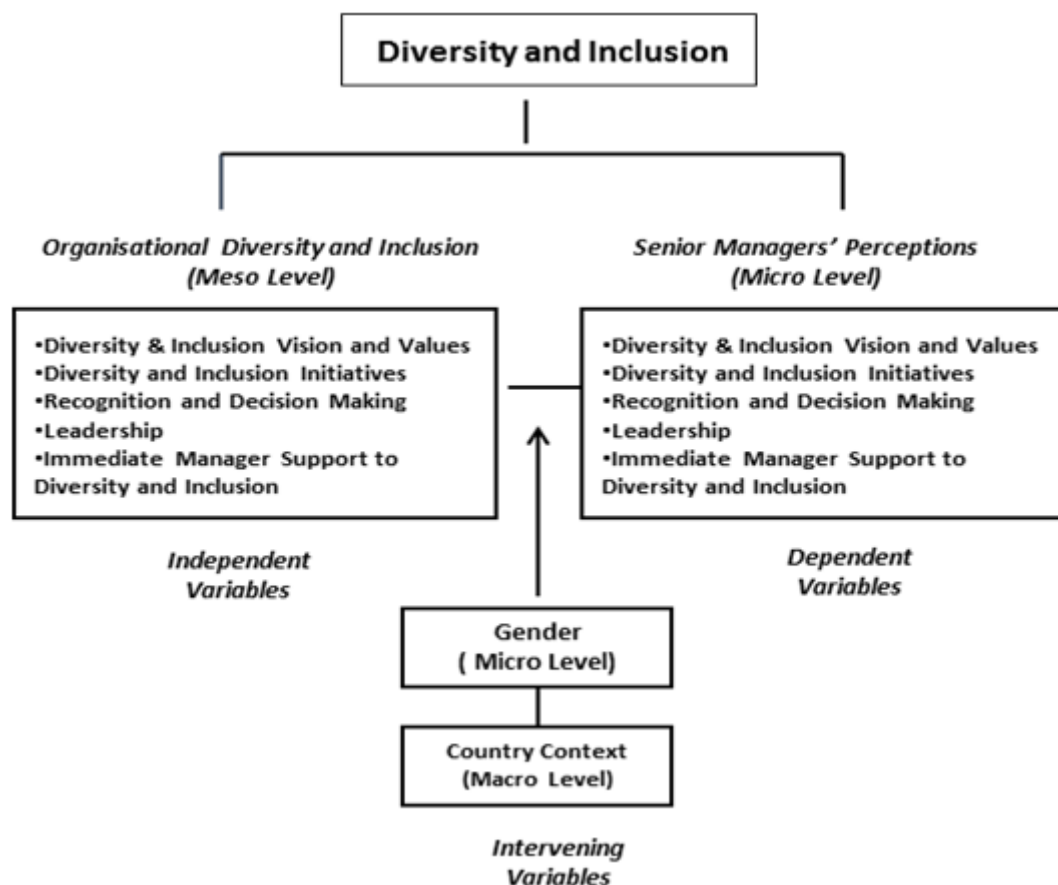 Diversity and Inclusion
Organisational Diversity and Inclusion
(Meso Level)
Senior Managers' Perceptions
(Micro Level)
•Diversity & Inclusion Vision and Values
•Diversity and Inclusion Initiatives
•Recognition and Decision Making
•Leadership
•Immediate Manager Support to
Diversity and Inclusion
•Diversity & Inclusion Vision and Values
•Diversity and Inclusion Initiatives
•Recognition and Decision Making
•Leadership
•Immediate Manager Support to
Diversity and Inclusion
Independent
Variables
Dependent
Variables
Gender
( Micro Level)
Country Context
(Macro Level)
Intervening
Variables